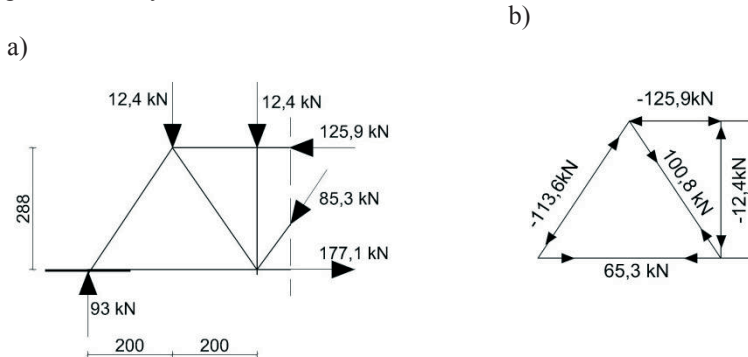 b)
a)
12,4 kN
12,4 kN
125,9 kN
85,3 kN
177,1 kN
288
93 kN
200
200
-125,9kN
-113,6kN
100,8 kN
-12,4kN
65,3 kN